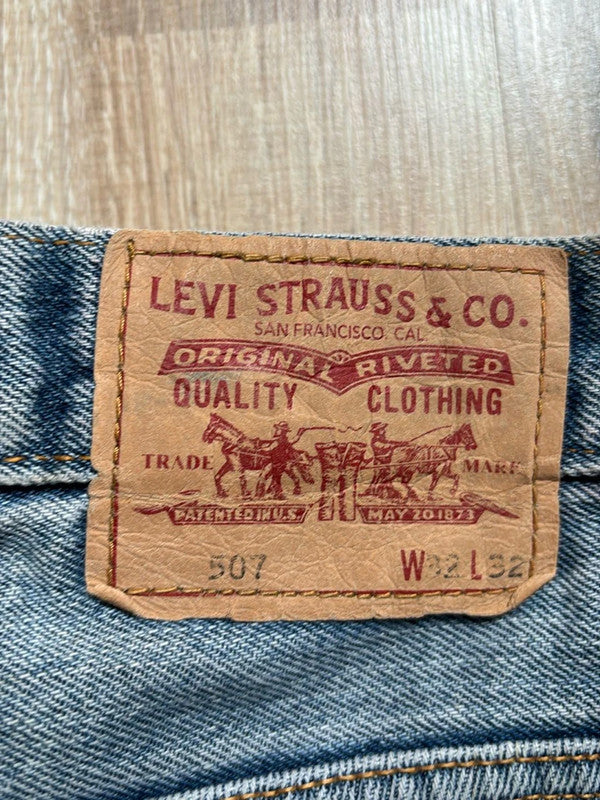 LEVI STRAUSS & CO.
SAN FRANCISCO, CAL
ORIGINAL RIVETED
QUALITY CLOTHING
TRADE MARK
PATENTED IN U.S. MAY 20 1873
507 W32 L32